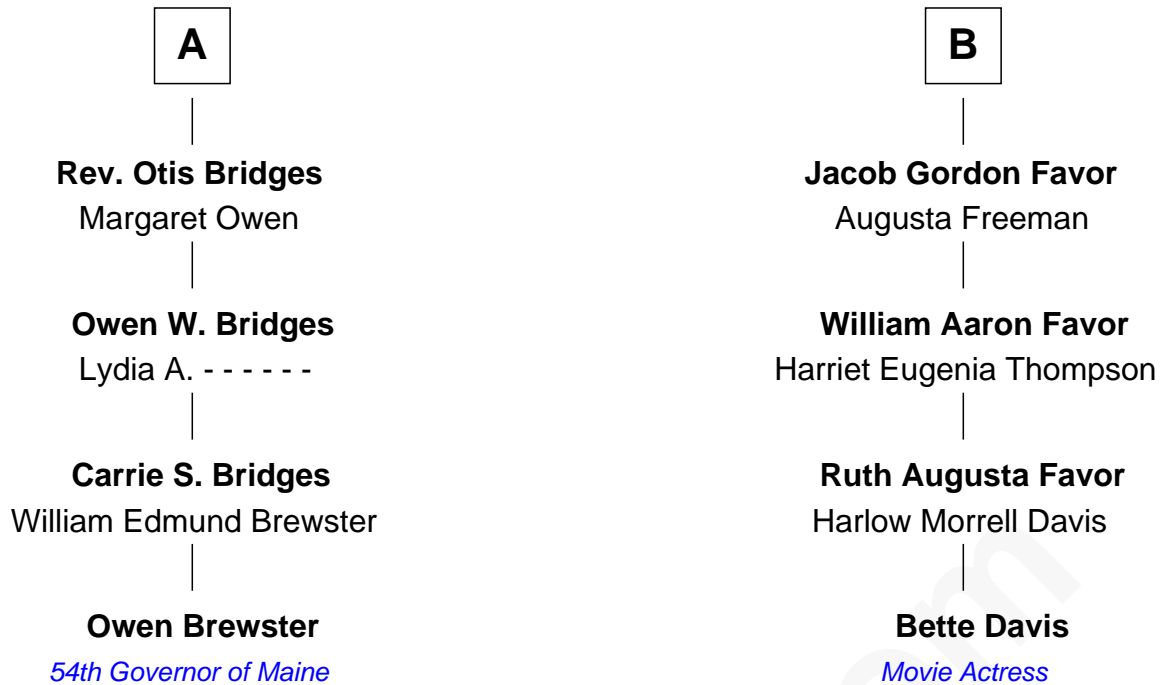 A
Rev. Otis Bridges
Margaret Owen
Owen W. Bridges
Lydia A. - - - - - -
Carrie S. Bridges
William Edmund Brewster
Owen Brewster
54th Governor of Maine
B
Jacob Gordon Favor
Augusta Freeman
William Aaron Favor
Harriet Eugenia Thompson
Ruth Augusta Favor
Harlow Morrell Davis
Bette Davis
Movie Actress